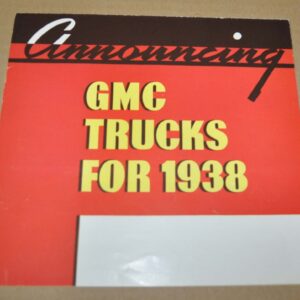 Announcing
GMC
TRUCKS
FOR 1938